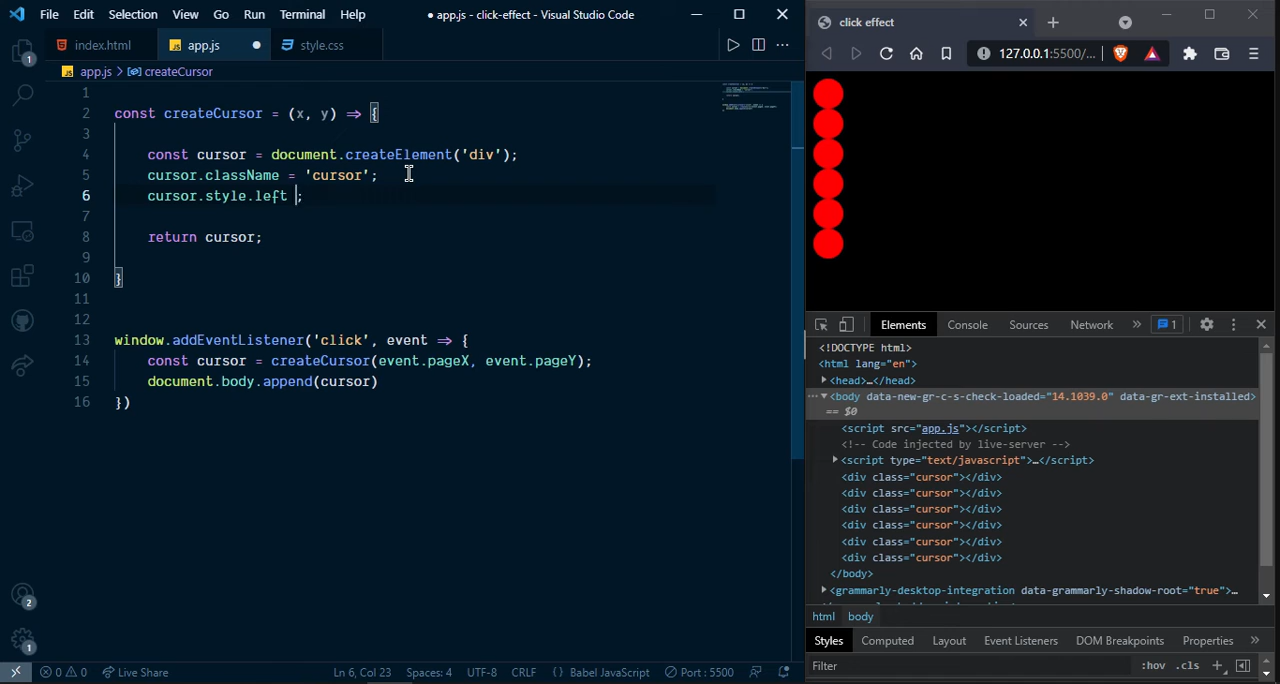 File Edit Selection View Go Run Terminal Help ● app.js - click-effect - Visual Studio Code
index.html app.js ● style.css
app.js > createCursor
1
2 const createCursor = (x, y) => {
3
4 const cursor = document.createElement('div');
5 cursor.className = 'cursor';
6 cursor.style.left ;
7
8 return cursor;
9
10 }
11
12
13 window.addEventListener('click', event => {
14 const cursor = createCursor(event.pageX, event.pageY);
15 document.body.append(cursor)
16 })
1
2
1
0 0 Live Share Ln 6, Col 23 Spaces: 4 UTF-8 CRLF {} Babel JavaScript Port : 5500
click effect
127.0.0.1:5500/...
Elements Console Sources Network » 1
<!DOCTYPE html>
<html lang="en">
<head>…</head>
<body data-new-gr-c-s-check-loaded="14.1039.0" data-gr-ext-installed>
== $0
<script src="app.js"></script>
<!-- Code injected by live-server -->
<script type="text/javascript">…</script>
<div class="cursor"></div>
<div class="cursor"></div>
<div class="cursor"></div>
<div class="cursor"></div>
<div class="cursor"></div>
<div class="cursor"></div>
</body>
<grammarly-desktop-integration data-grammarly-shadow-root="true">…
html body
Styles Computed Layout Event Listeners DOM Breakpoints Properties »
Filter :hov .cls +